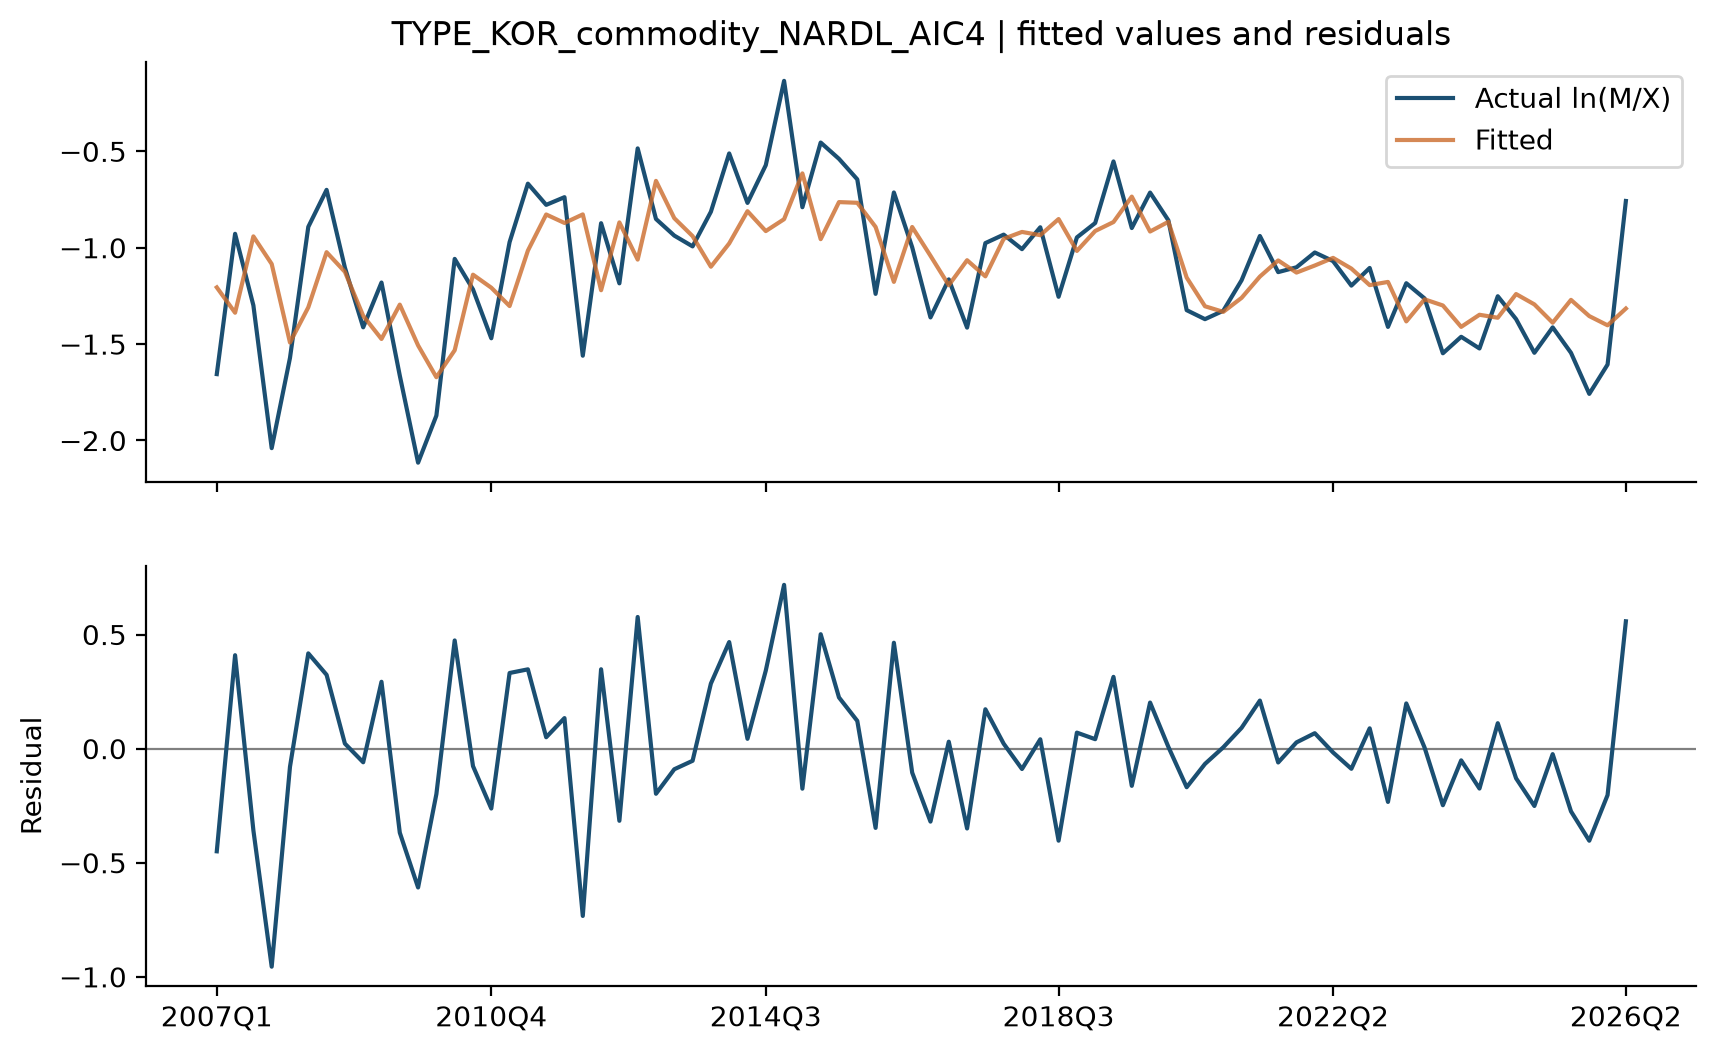 TYPE_KOR_commodity_NARDL_AIC4 | fitted values and residuals
Actual ln(M/X)
Fitted
−0.5
−1.0
−1.5
−2.0
Residual
0.5
0.0
−0.5
−1.0
2007Q1 2010Q4 2014Q3 2018Q3 2022Q2 2026Q2